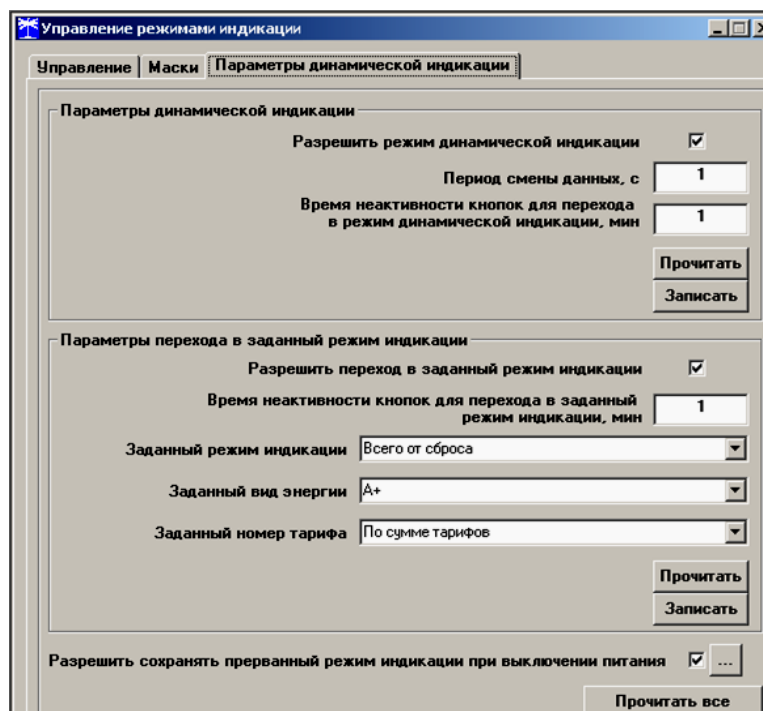 Управление режимами индикации
Управление Маски Параметры динамической индикации
Параметры динамической индикации
Разрешить режим динамической индикации
Период смены данных, с 1
Время неактивности кнопок для перехода
в режим динамической индикации, мин 1
Прочитать
Записать
Параметры перехода в заданный режим индикации
Разрешить переход в заданный режим индикации
Время неактивности кнопок для перехода в заданный
режим индикации, мин 1
Заданный режим индикации Всего от сброса
Заданный вид энергии А+
Заданный номер тарифа По сумме тарифов
Прочитать
Записать
Разрешить сохранять прерванный режим индикации при выключении питания ...
Прочитать все